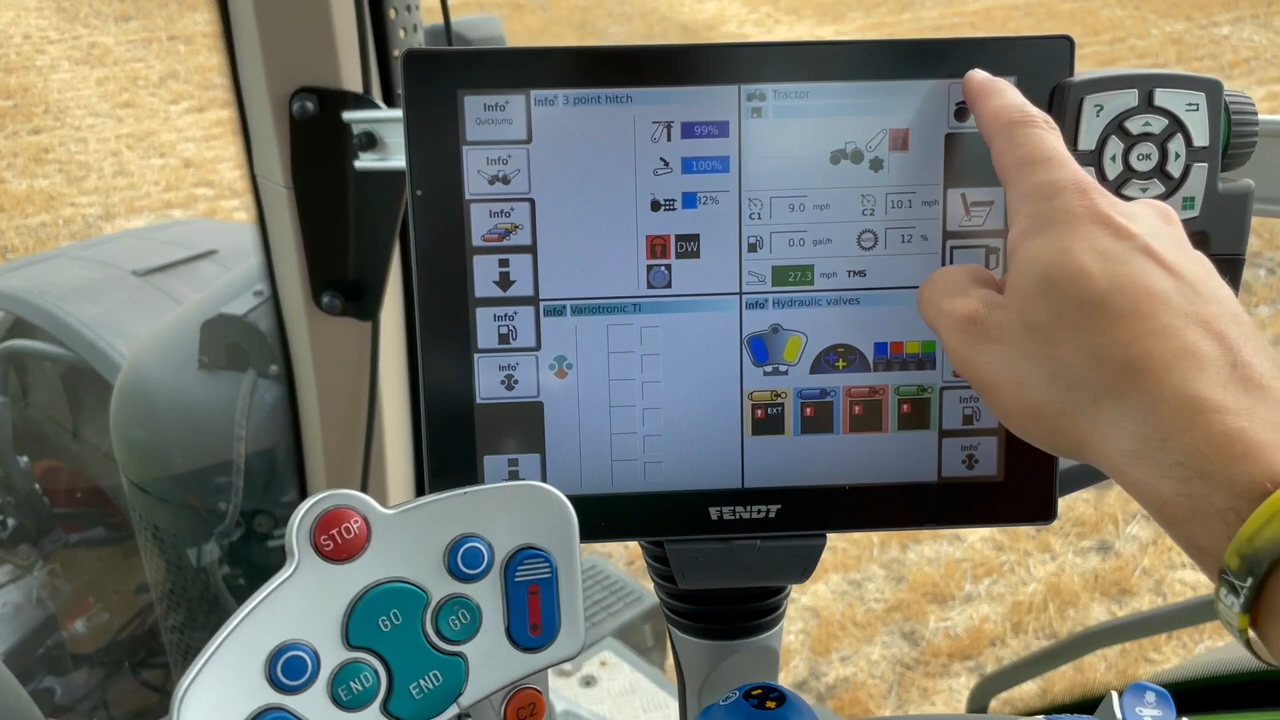 Info+
QuickJump
Info+
Info+
Info+
Info+
Info+ 3 point hitch
99%
100%
32%
DW
Tractor
C1 9.0 mph
C2 10.1 mph
0.0 gal/h
AUTO 12 %
27.3 mph TMS
Info+ Variotronic TI
Info+ Hydraulic valves
EXT
Info
Info+
FENDT
?
OK
STOP
GO
GO
END
END
C2